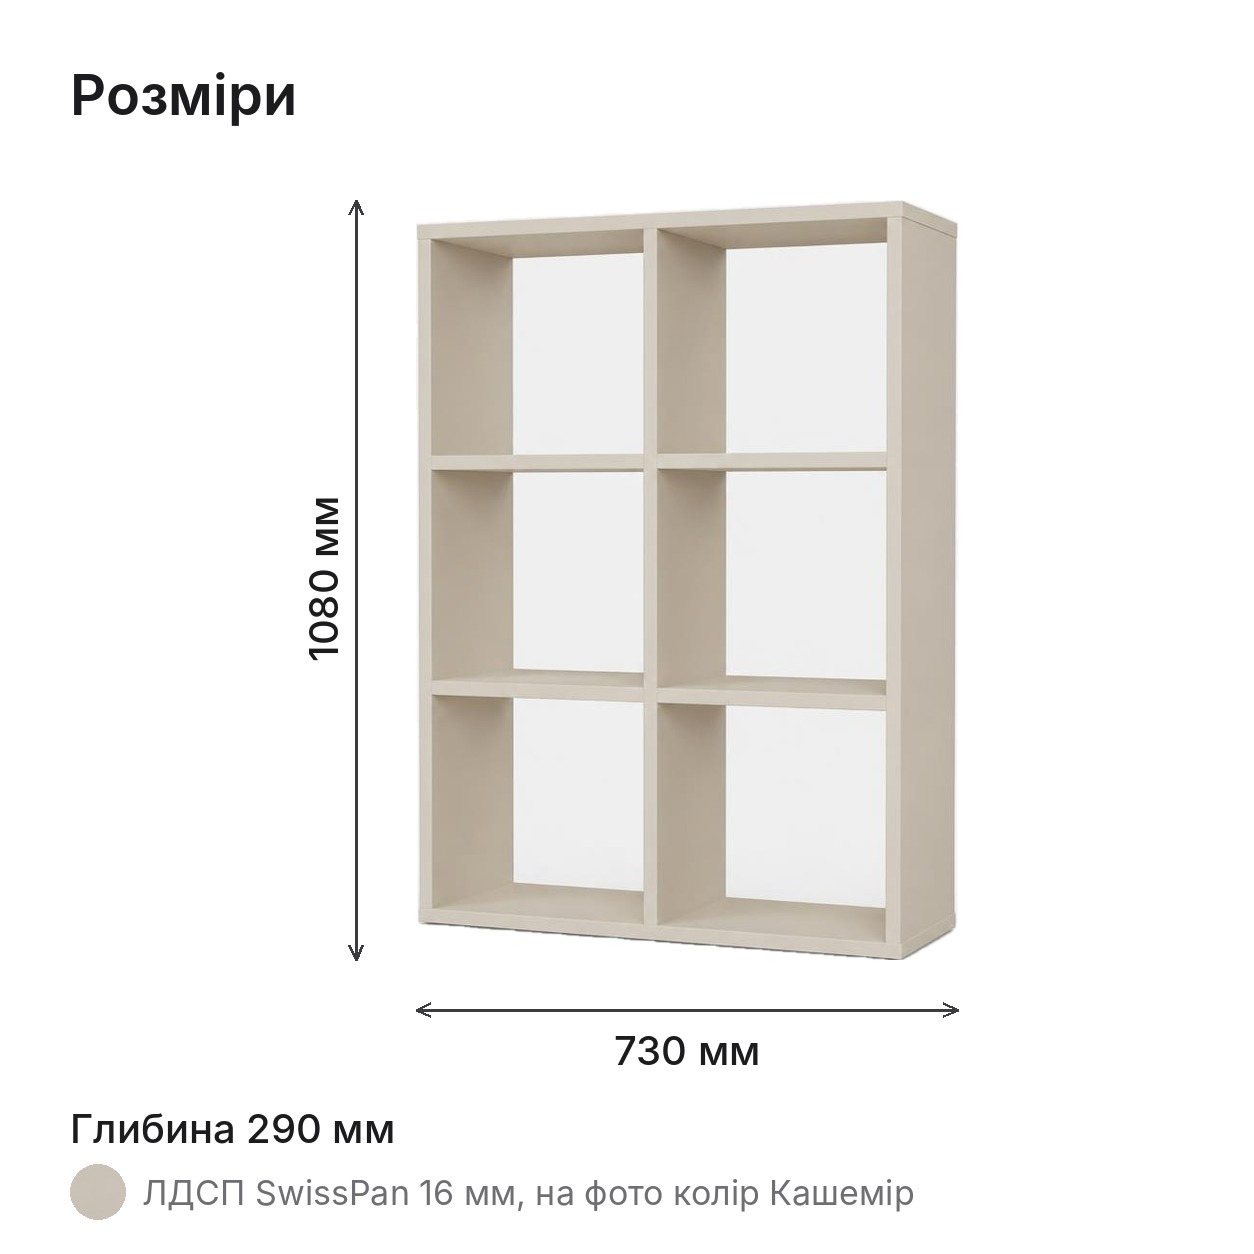 Розміри
1080 мм
730 мм
Глибина 290 мм
ЛДСП SwissPan 16 мм, на фото колір Кашемір